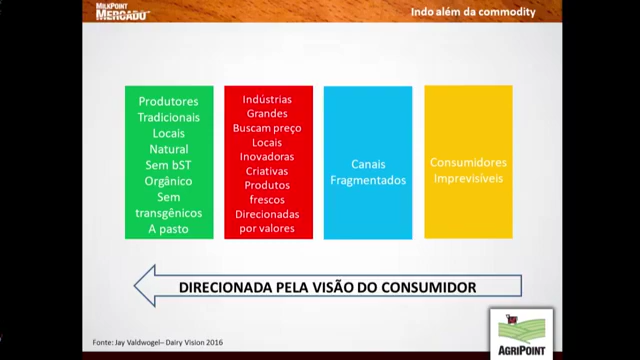 MilkPoint
MERCADO
Indo além da commodity
Produtores
Tradicionais
Locais
Natural
Sem bST
Orgânico
Sem
transgênicos
A pasto
Indústrias
Grandes
Buscam preço
Locais
Inovadoras
Criativas
Produtos
frescos
Direcionadas
por valores
Canais
Fragmentados
Consumidores
Imprevisíveis
DIRECIONADA PELA VISÃO DO CONSUMIDOR
Fonte: Jay Valdwogel– Dairy Vision 2016
AGRIPOINT